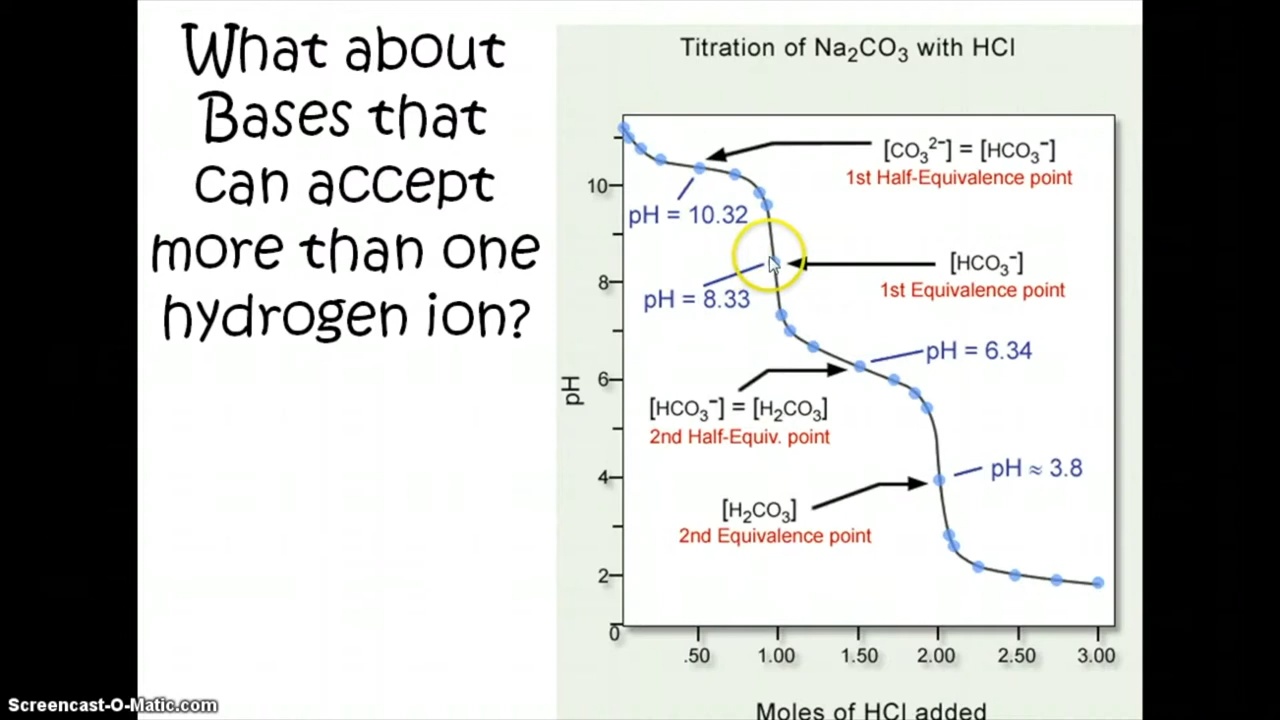 What about
Bases that
can accept
more than one
hydrogen ion?
Titration of Na₂CO₃ with HCl
[CO₃²⁻] = [HCO₃⁻]
1st Half-Equivalence point
10
pH = 10.32
[HCO₃⁻]
1st Equivalence point
8
pH = 8.33
pH = 6.34
6
pH
[HCO₃⁻] = [H₂CO₃]
2nd Half-Equiv. point
4
pH ≈ 3.8
[H₂CO₃]
2nd Equivalence point
2
0
.50 1.00 1.50 2.00 2.50 3.00
Moles of HCl added
Screencast-O-Matic.com